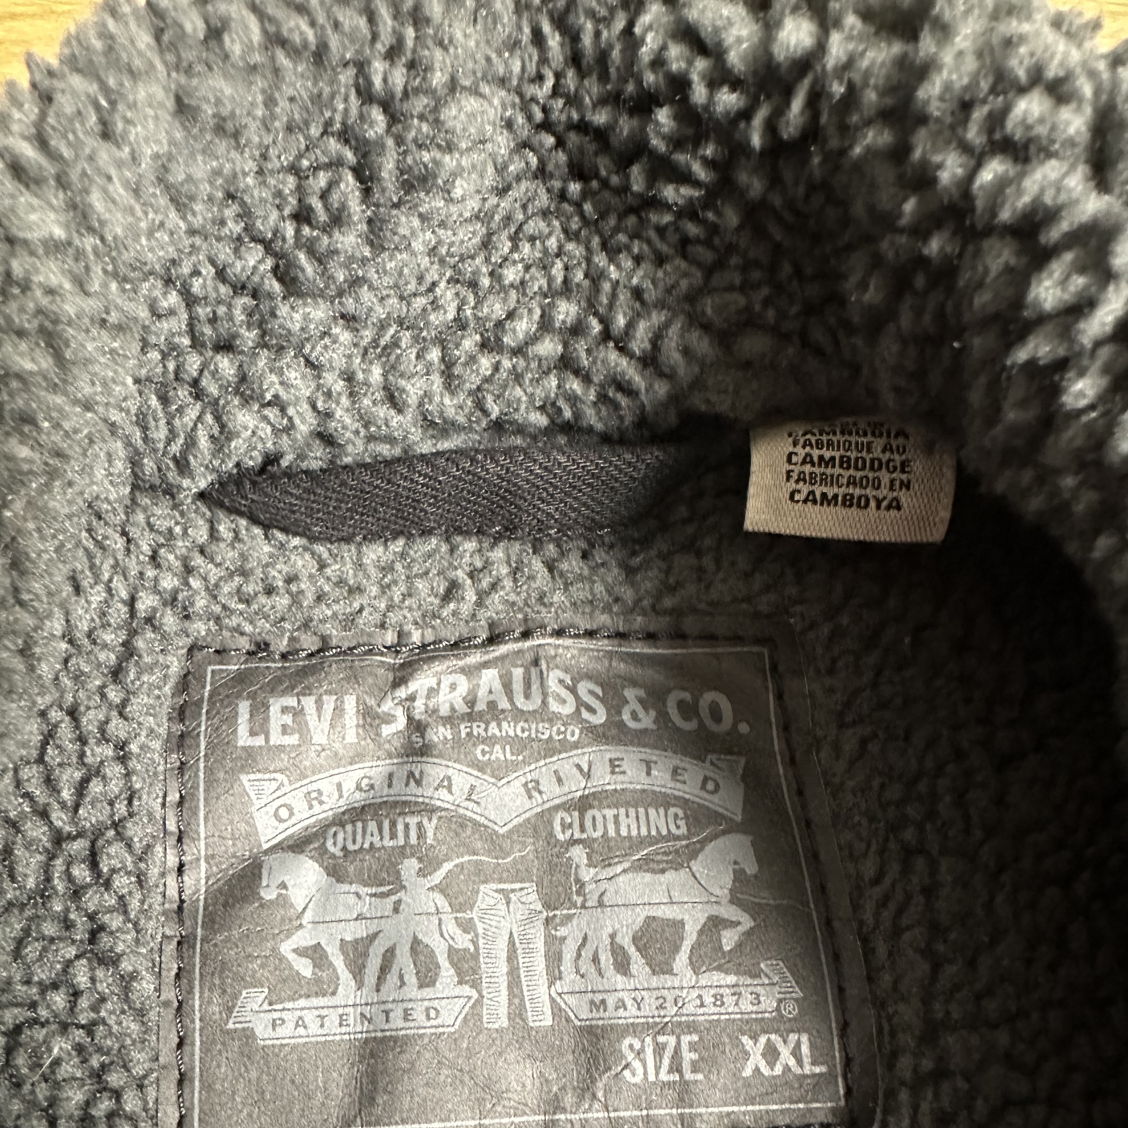 CAMBODIA
FABRIQUE AU
CAMBODGE
FABRICADO EN
CAMBOYA
LEVI STRAUSS & CO.
SAN FRANCISCO
CAL.
ORIGINAL RIVETED
QUALITY CLOTHING
PATENTED MAY 20 1873 ®
SIZE XXL